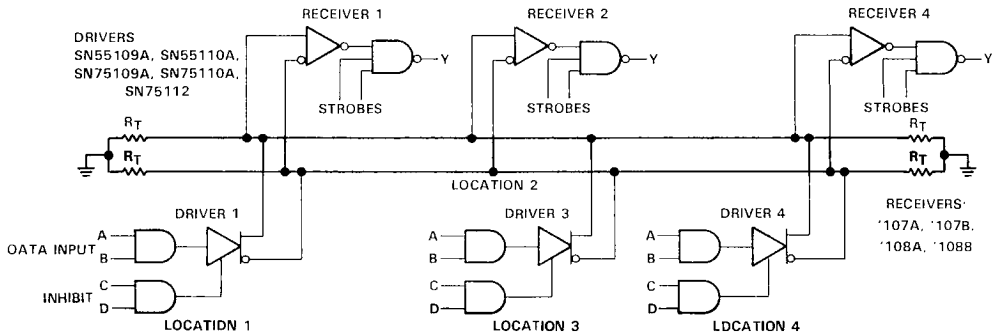 RECEIVER 1
RECEIVER 2
RECEIVER 4
DRIVERS
SN55109A, SN55110A,
SN75109A, SN75110A,
SN75112
Y
Y
Y
STROBES
STROBES
STROBES
RT
RT
RT
RT
LOCATION 2
DRIVER 1
DRIVER 3
DRIVER 4
RECEIVERS·
'107A, '107B,
'108A, '108B
OATA INPUT
A
B
A
B
A
B
INHIBIT
C
D
C
D
C
D
LOCATIDN 1
LOCATION 3
LDCATION 4